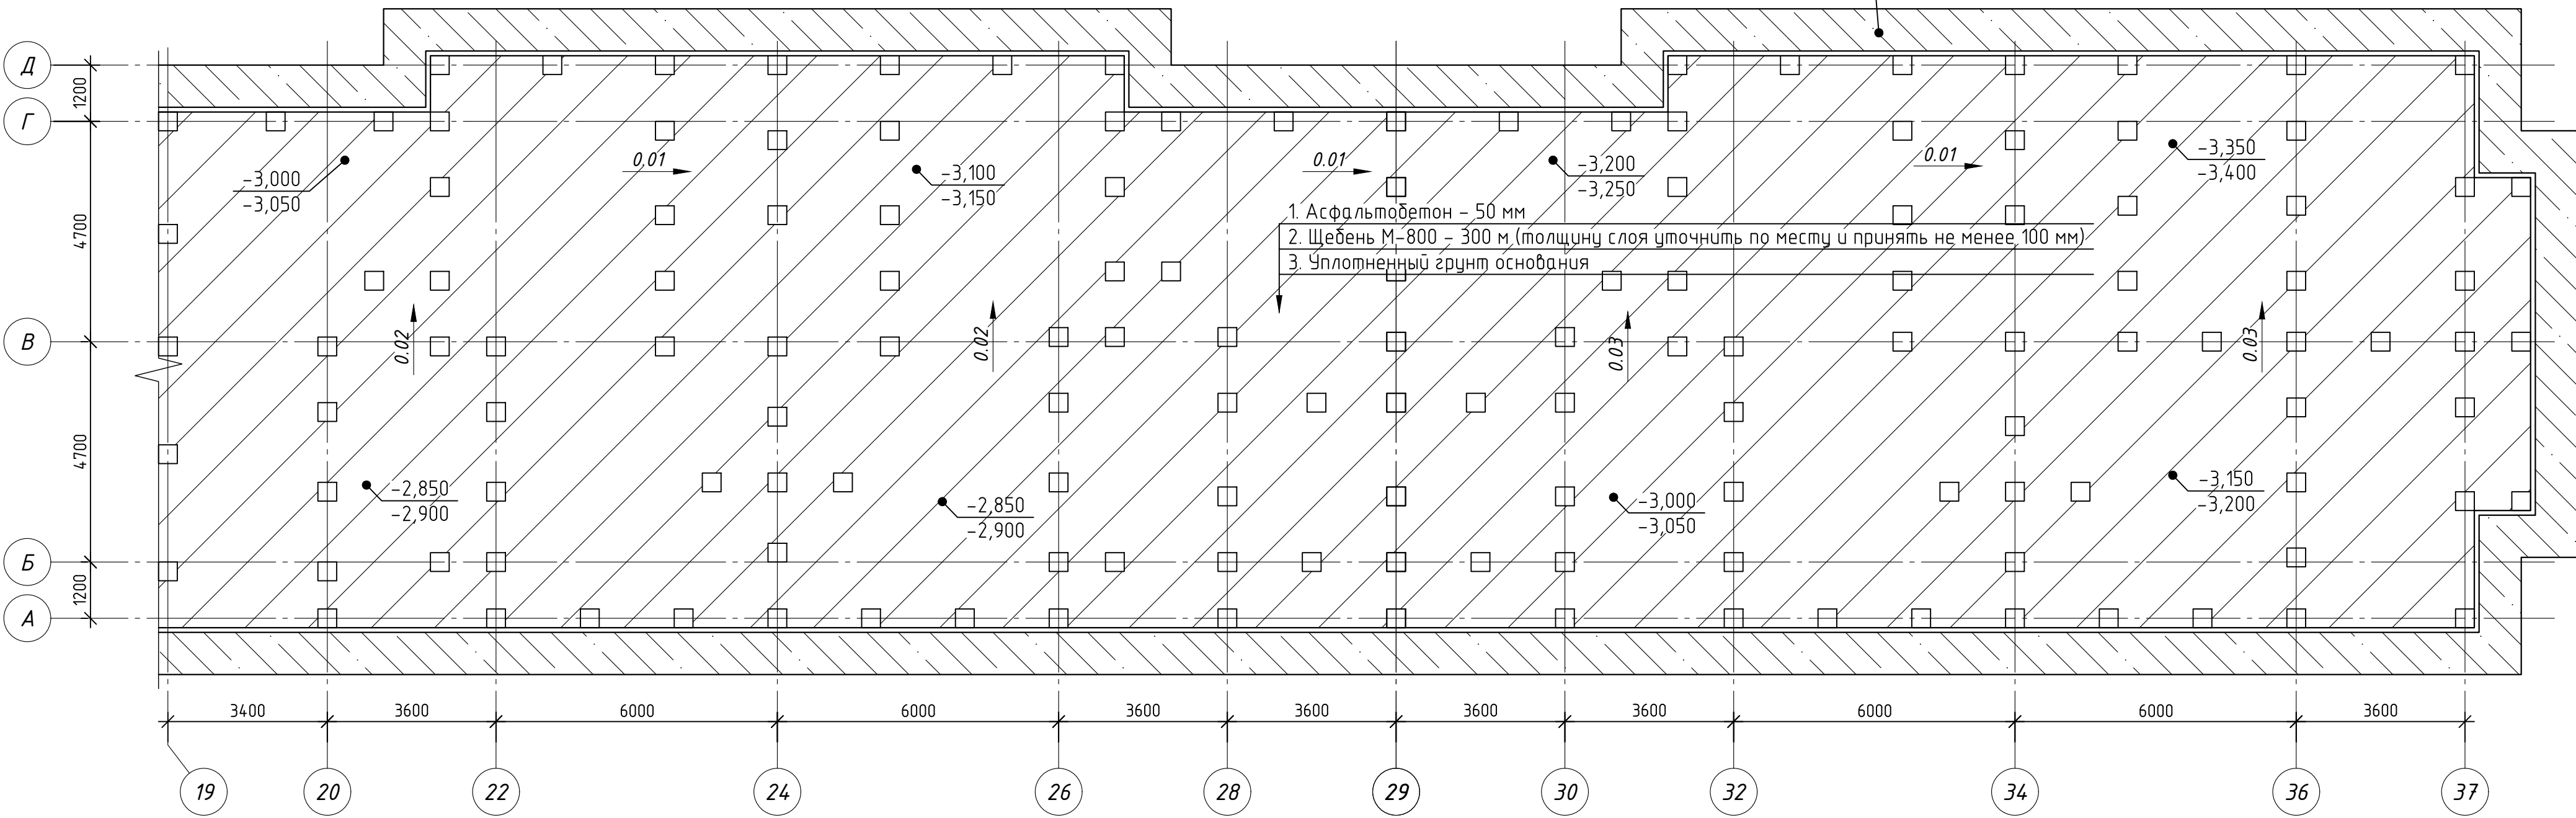 Д
1200
Г
0,01
0.01
0.01
-3,000
-3,050
-3,100
-3,150
-3,200
-3,250
-3,350
-3,400
4700
1. Асфальтобетон - 50 мм
2. Щебень М-800 - 300 м (толщину слоя уточнить по месту и принять не менее 100 мм)
3. Уплотненный грунт основания
В
0.02
0.02
0.03
0.03
4700
-2,850
-2,900
-2,850
-2,900
-3,000
-3,050
-3,150
-3,200
Б
1200
А
3400 3600 6000 6000 3600 3600 3600 3600 6000 6000 3600
19 20 22 24 26 28 29 30 32 34 36 37